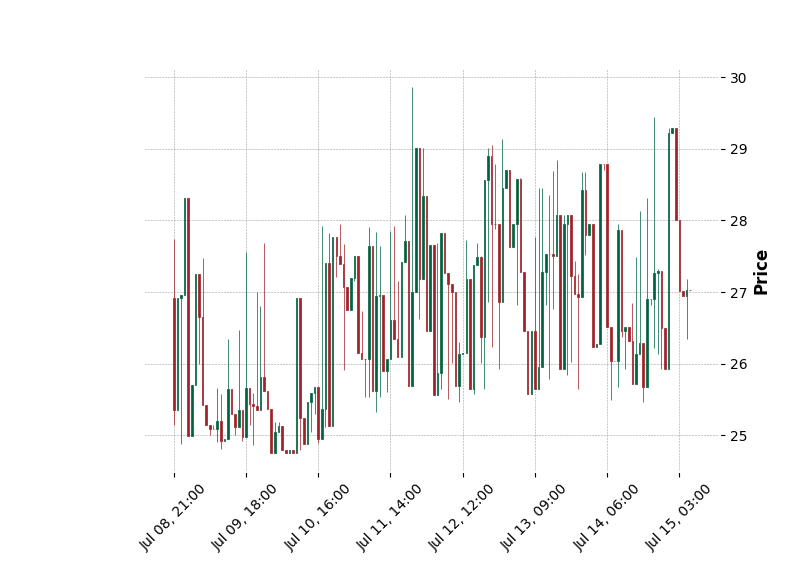 30
29
28
27
26
25
Price
Jul 08, 21:00
Jul 09, 18:00
Jul 10, 16:00
Jul 11, 14:00
Jul 12, 12:00
Jul 13, 09:00
Jul 14, 06:00
Jul 15, 03:00